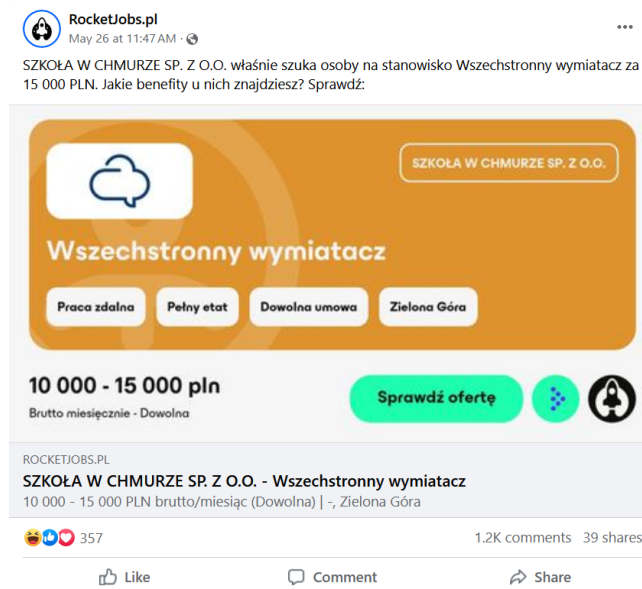 RocketJobs.pl
May 26 at 11:47 AM ·
SZKOŁA W CHMURZE SP. Z O.O. właśnie szuka osoby na stanowisko Wszechstronny wymiatacz za
15 000 PLN. Jakie benefity u nich znajdziesz? Sprawdź:
SZKOŁA W CHMURZE SP. Z O.O.
Wszechstronny wymiatacz
Praca zdalna Pełny etat Dowolna umowa Zielona Góra
10 000 - 15 000 pln
Brutto miesięcznie - Dowolna
Sprawdź ofertę
ROCKETJOBS.PL
SZKOŁA W CHMURZE SP. Z O.O. - Wszechstronny wymiatacz
10 000 - 15 000 PLN brutto/miesiąc (Dowolna) | -, Zielona Góra
357 1.2K comments 39 shares
Like Comment Share